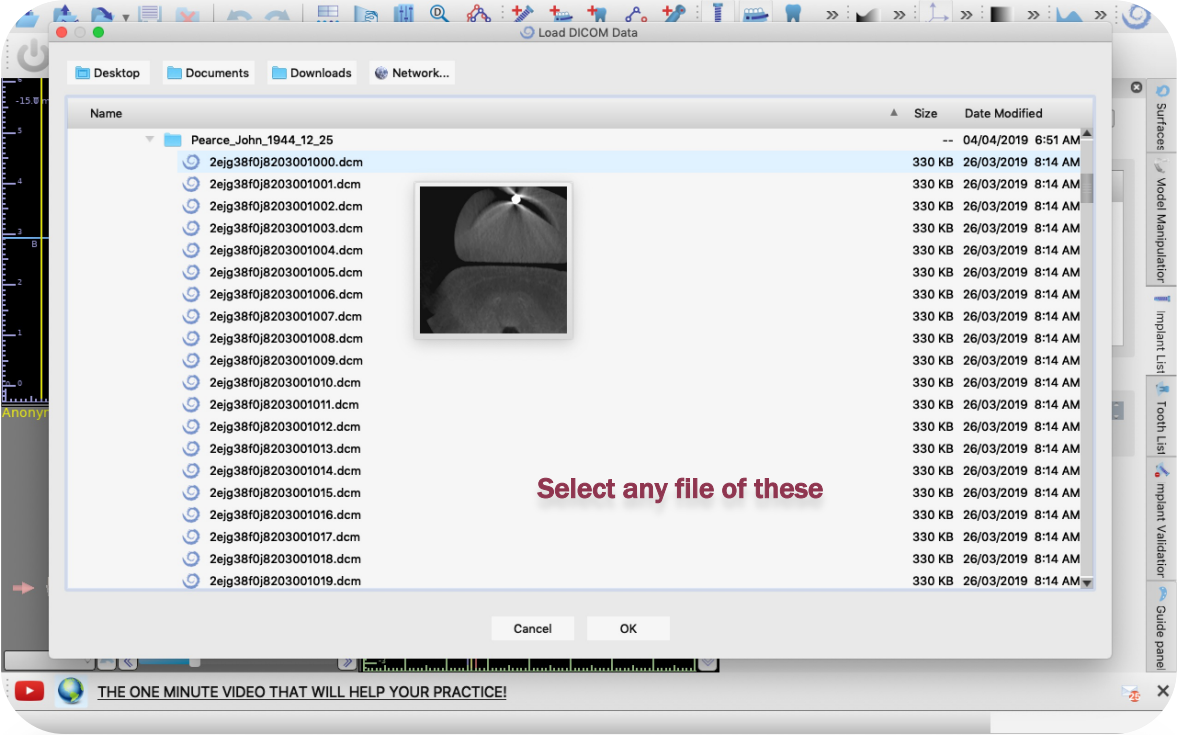 Load DICOM Data
Desktop
Documents
Downloads
Network...
Name
Size
Date Modified
Pearce_John_1944_12_25 -- 04/04/2019 6:51 AM
2ejg38f0j8203001000.dcm 330 KB 26/03/2019 8:14 AM
2ejg38f0j8203001001.dcm 330 KB 26/03/2019 8:14 AM
2ejg38f0j8203001002.dcm 330 KB 26/03/2019 8:14 AM
2ejg38f0j8203001003.dcm 330 KB 26/03/2019 8:14 AM
2ejg38f0j8203001004.dcm 330 KB 26/03/2019 8:14 AM
2ejg38f0j8203001005.dcm 330 KB 26/03/2019 8:14 AM
2ejg38f0j8203001006.dcm 330 KB 26/03/2019 8:14 AM
2ejg38f0j8203001007.dcm 330 KB 26/03/2019 8:14 AM
2ejg38f0j8203001008.dcm 330 KB 26/03/2019 8:14 AM
2ejg38f0j8203001009.dcm 330 KB 26/03/2019 8:14 AM
2ejg38f0j8203001010.dcm 330 KB 26/03/2019 8:14 AM
2ejg38f0j8203001011.dcm 330 KB 26/03/2019 8:14 AM
2ejg38f0j8203001012.dcm 330 KB 26/03/2019 8:14 AM
2ejg38f0j8203001013.dcm 330 KB 26/03/2019 8:14 AM
2ejg38f0j8203001014.dcm 330 KB 26/03/2019 8:14 AM
2ejg38f0j8203001015.dcm 330 KB 26/03/2019 8:14 AM
2ejg38f0j8203001016.dcm 330 KB 26/03/2019 8:14 AM
2ejg38f0j8203001017.dcm 330 KB 26/03/2019 8:14 AM
2ejg38f0j8203001018.dcm 330 KB 26/03/2019 8:14 AM
2ejg38f0j8203001019.dcm 330 KB 26/03/2019 8:14 AM
Select any file of these
Cancel
OK
5
4
3
B
2
1
0
Anonyr
Surfaces
Model Manipulation
Implant List
Tooth List
mplant Validation
Guide panel
THE ONE MINUTE VIDEO THAT WILL HELP YOUR PRACTICE!
25